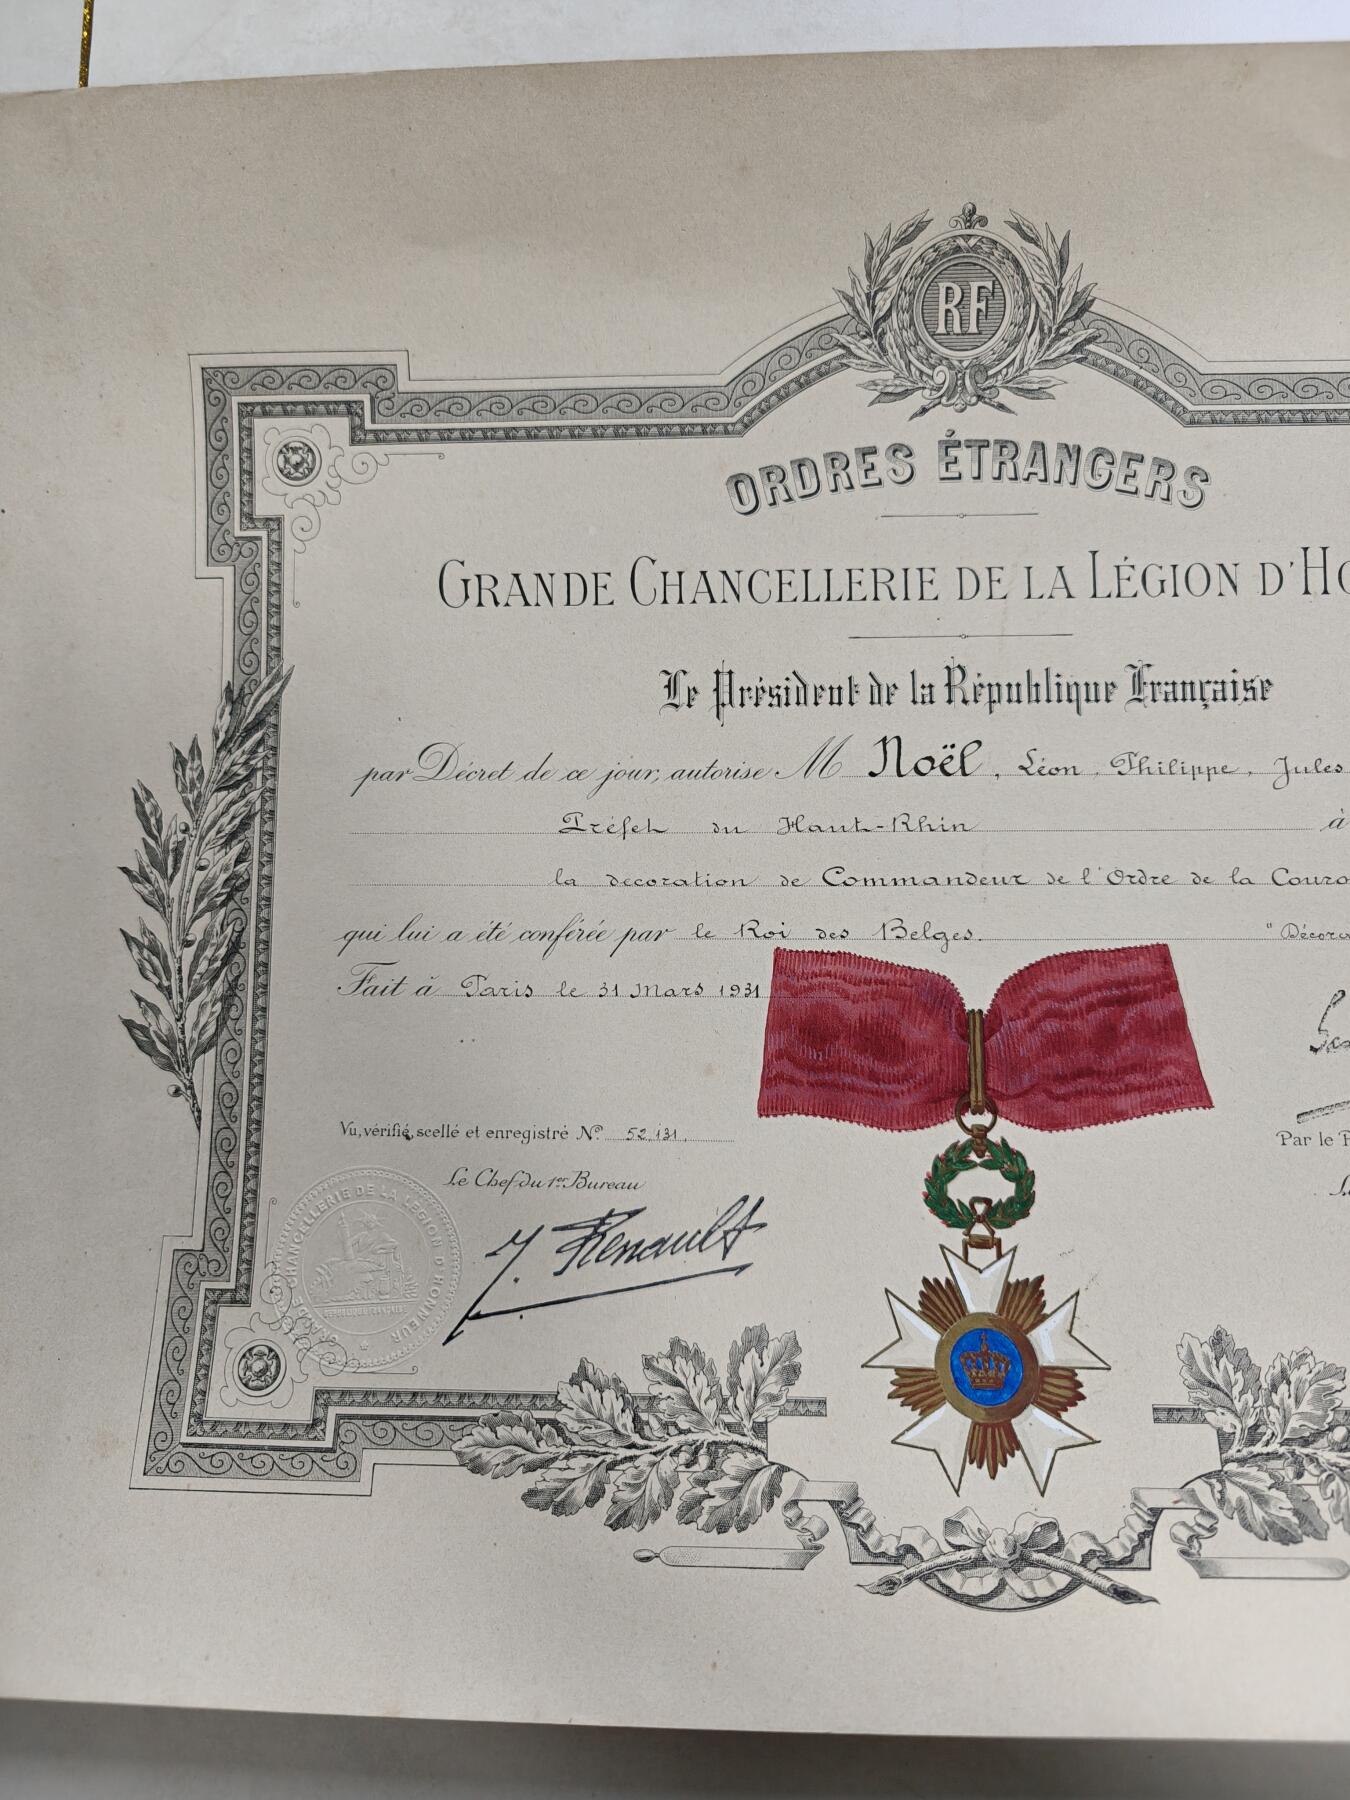 RF
ORDRES ÉTRANGERS
GRANDE CHANCELLERIE DE LA LÉGION D'HO
Le Président de la République Française
par Décret de ce jour, autorise M Noël, Léon, Philippe, Jules
Préfet du Haut-Rhin à
la décoration de Commandeur de l'Ordre de la Couro
qui lui a été conférée par le Roi des Belges. "Décora
Fait à Paris le 31 Mars 1931
Vu, vérifié, scellé et enregistré N° 52.131.
Par le P
Le Chef du 1er Bureau
J. Renault
GRANDE CHANCELLERIE DE LA LÉGION D'HONNEUR
RÉPUBLIQUE FRANÇAISE